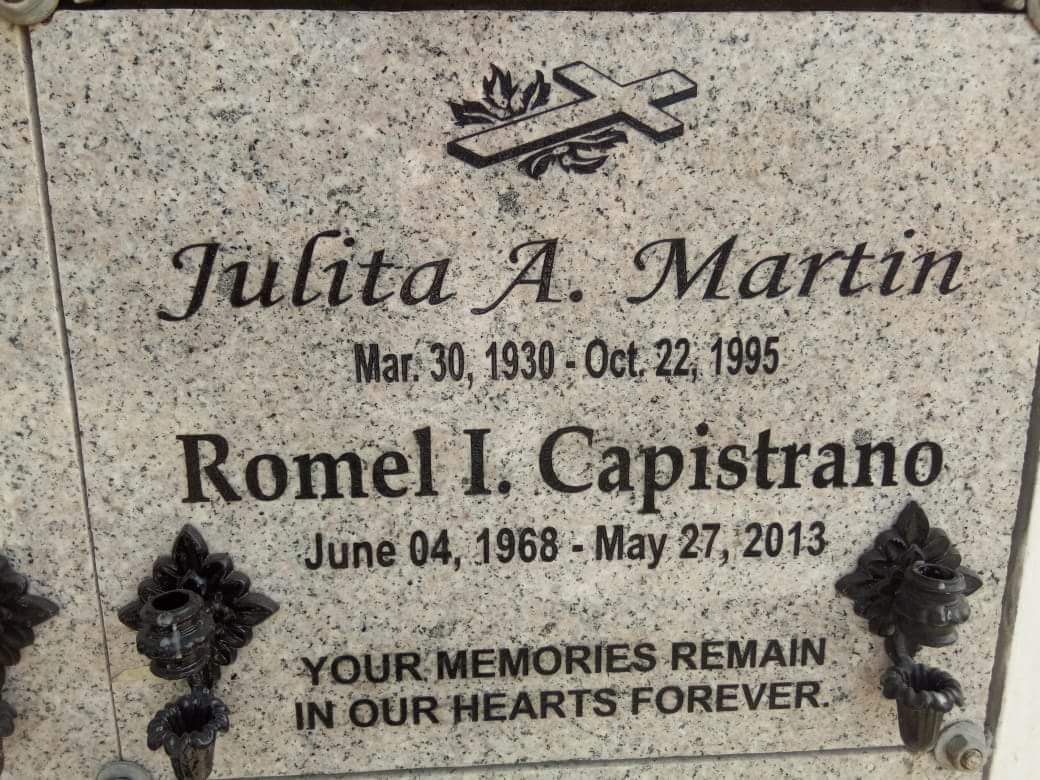 Julita A. Martin
Mar. 30, 1930 - Oct. 22, 1995
Romel I. Capistrano
June 04, 1968 - May 27, 2013
YOUR MEMORIES REMAIN
IN OUR HEARTS FOREVER.